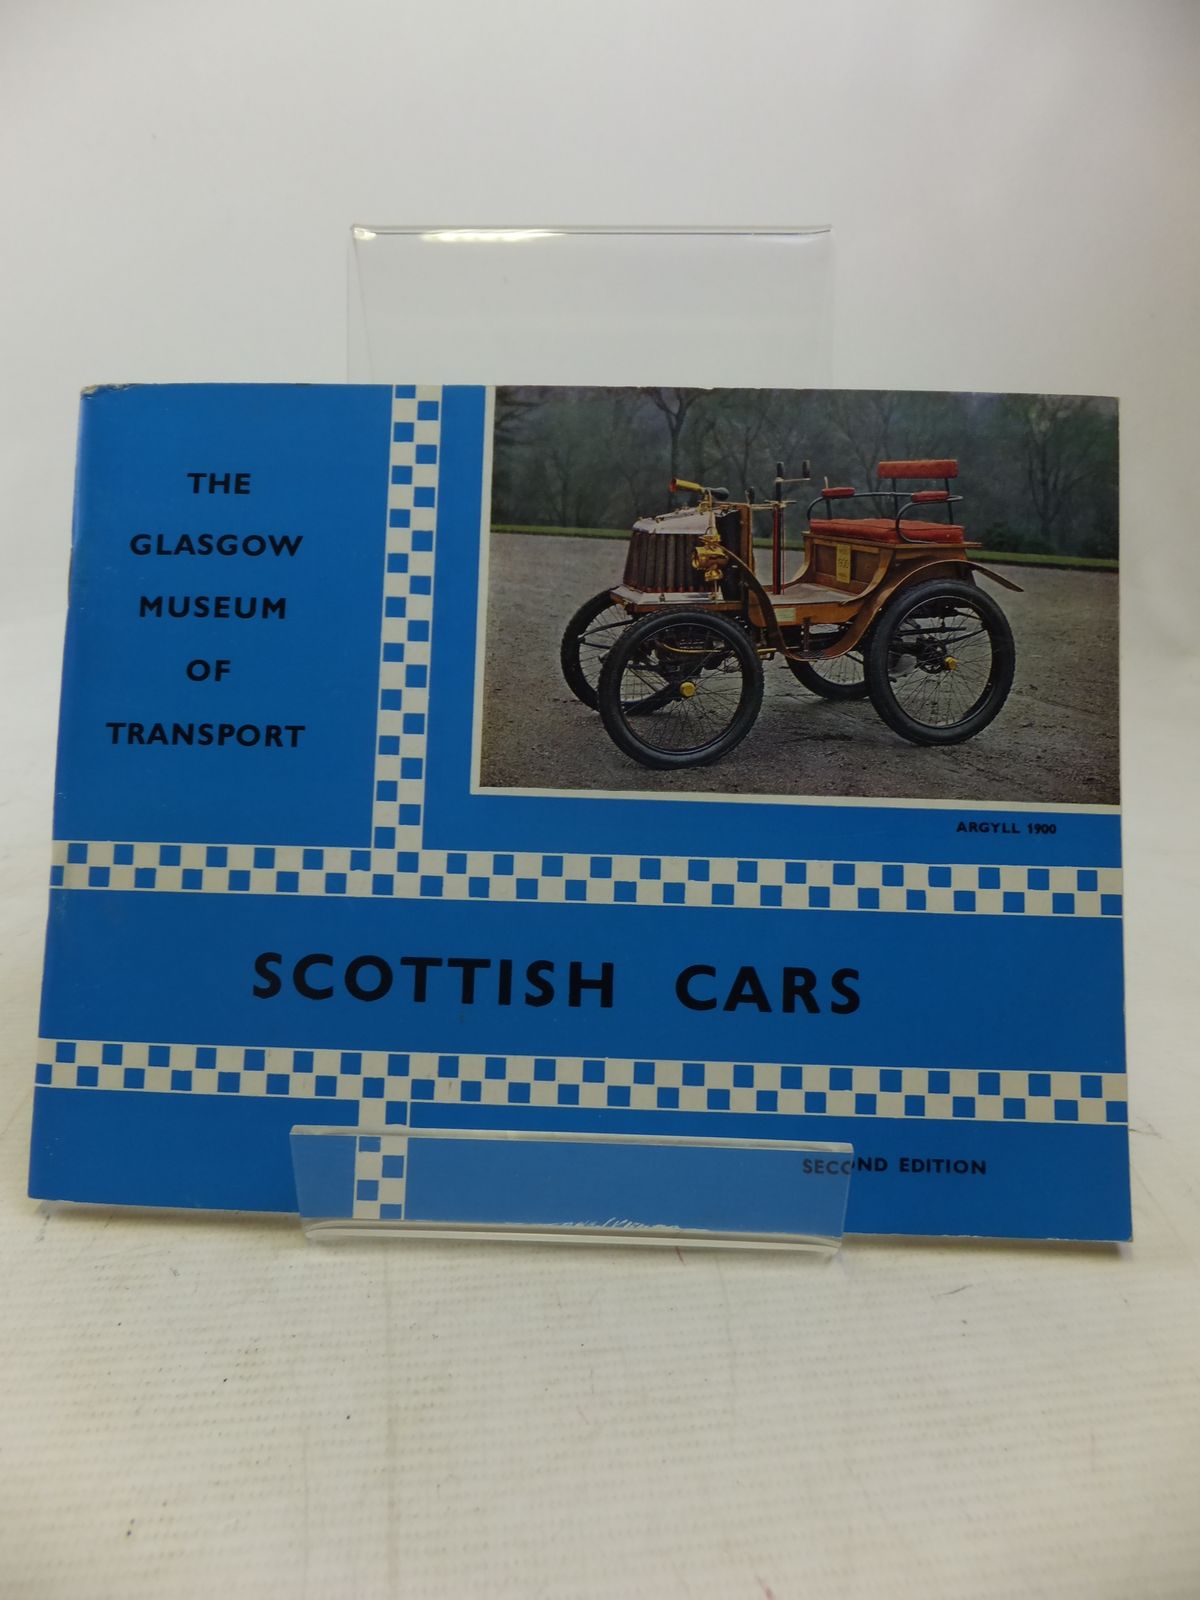 THE
GLASGOW
MUSEUM
OF
TRANSPORT
ARGYLL 1900
SCOTTISH CARS
SECOND EDITION